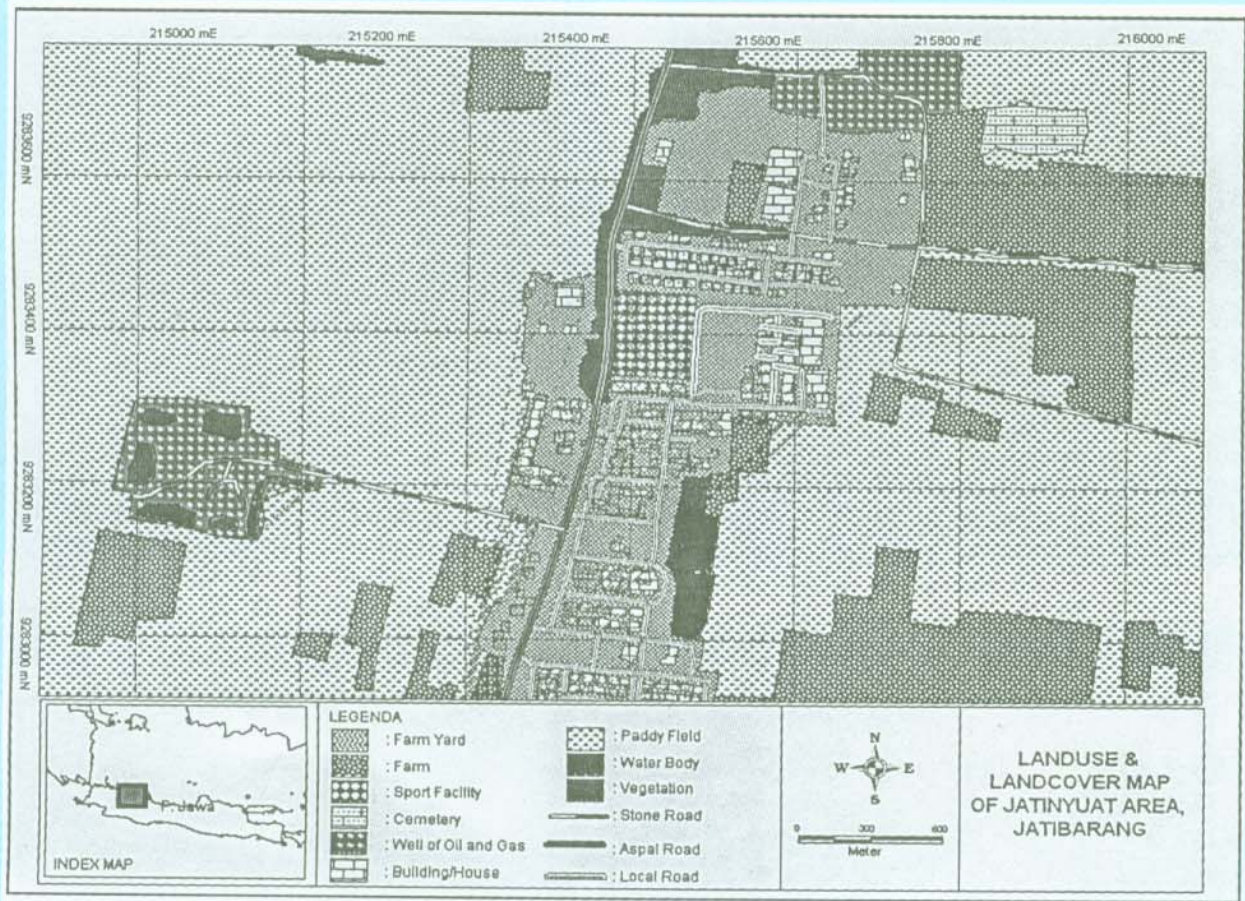 215000 mE
215200 mE
215400 mE
215600 mE
215800 mE
216000 mE
9283600 mN
9283400 mN
9283200 mN
9283000 mN
P. Jawa
INDEX MAP
LEGENDA
: Farm Yard
: Farm
: Sport Facility
: Cemetery
: Well of Oil and Gas
: Building/House
: Paddy Field
: Water Body
: Vegetation
: Stone Road
: Aspal Road
: Local Road
N
W
E
S
0
300
600
Meter
LANDUSE &
LANDCOVER MAP
OF JATINYUAT AREA,
JATIBARANG